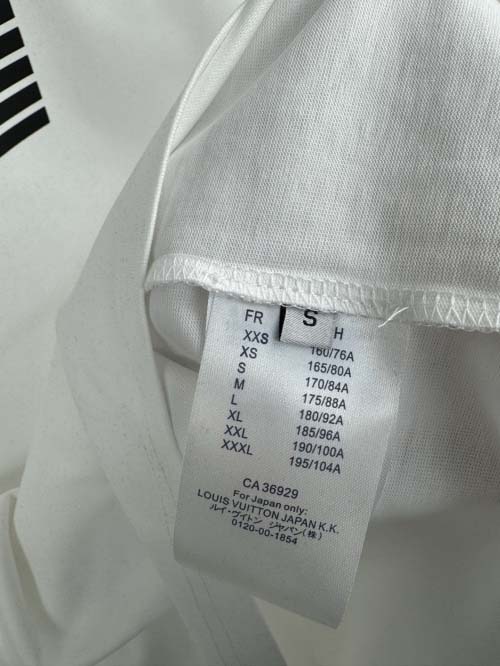 FR
S
H
XXS 160/76A
XS 165/80A
S 170/84A
M 175/88A
L 180/92A
XL 185/96A
XXL 190/100A
XXXL 195/104A
CA 36929
For Japan only:
LOUIS VUITTON JAPAN K.K.
ルイ・ヴィトン ジャパン(株)
0120-00-1854